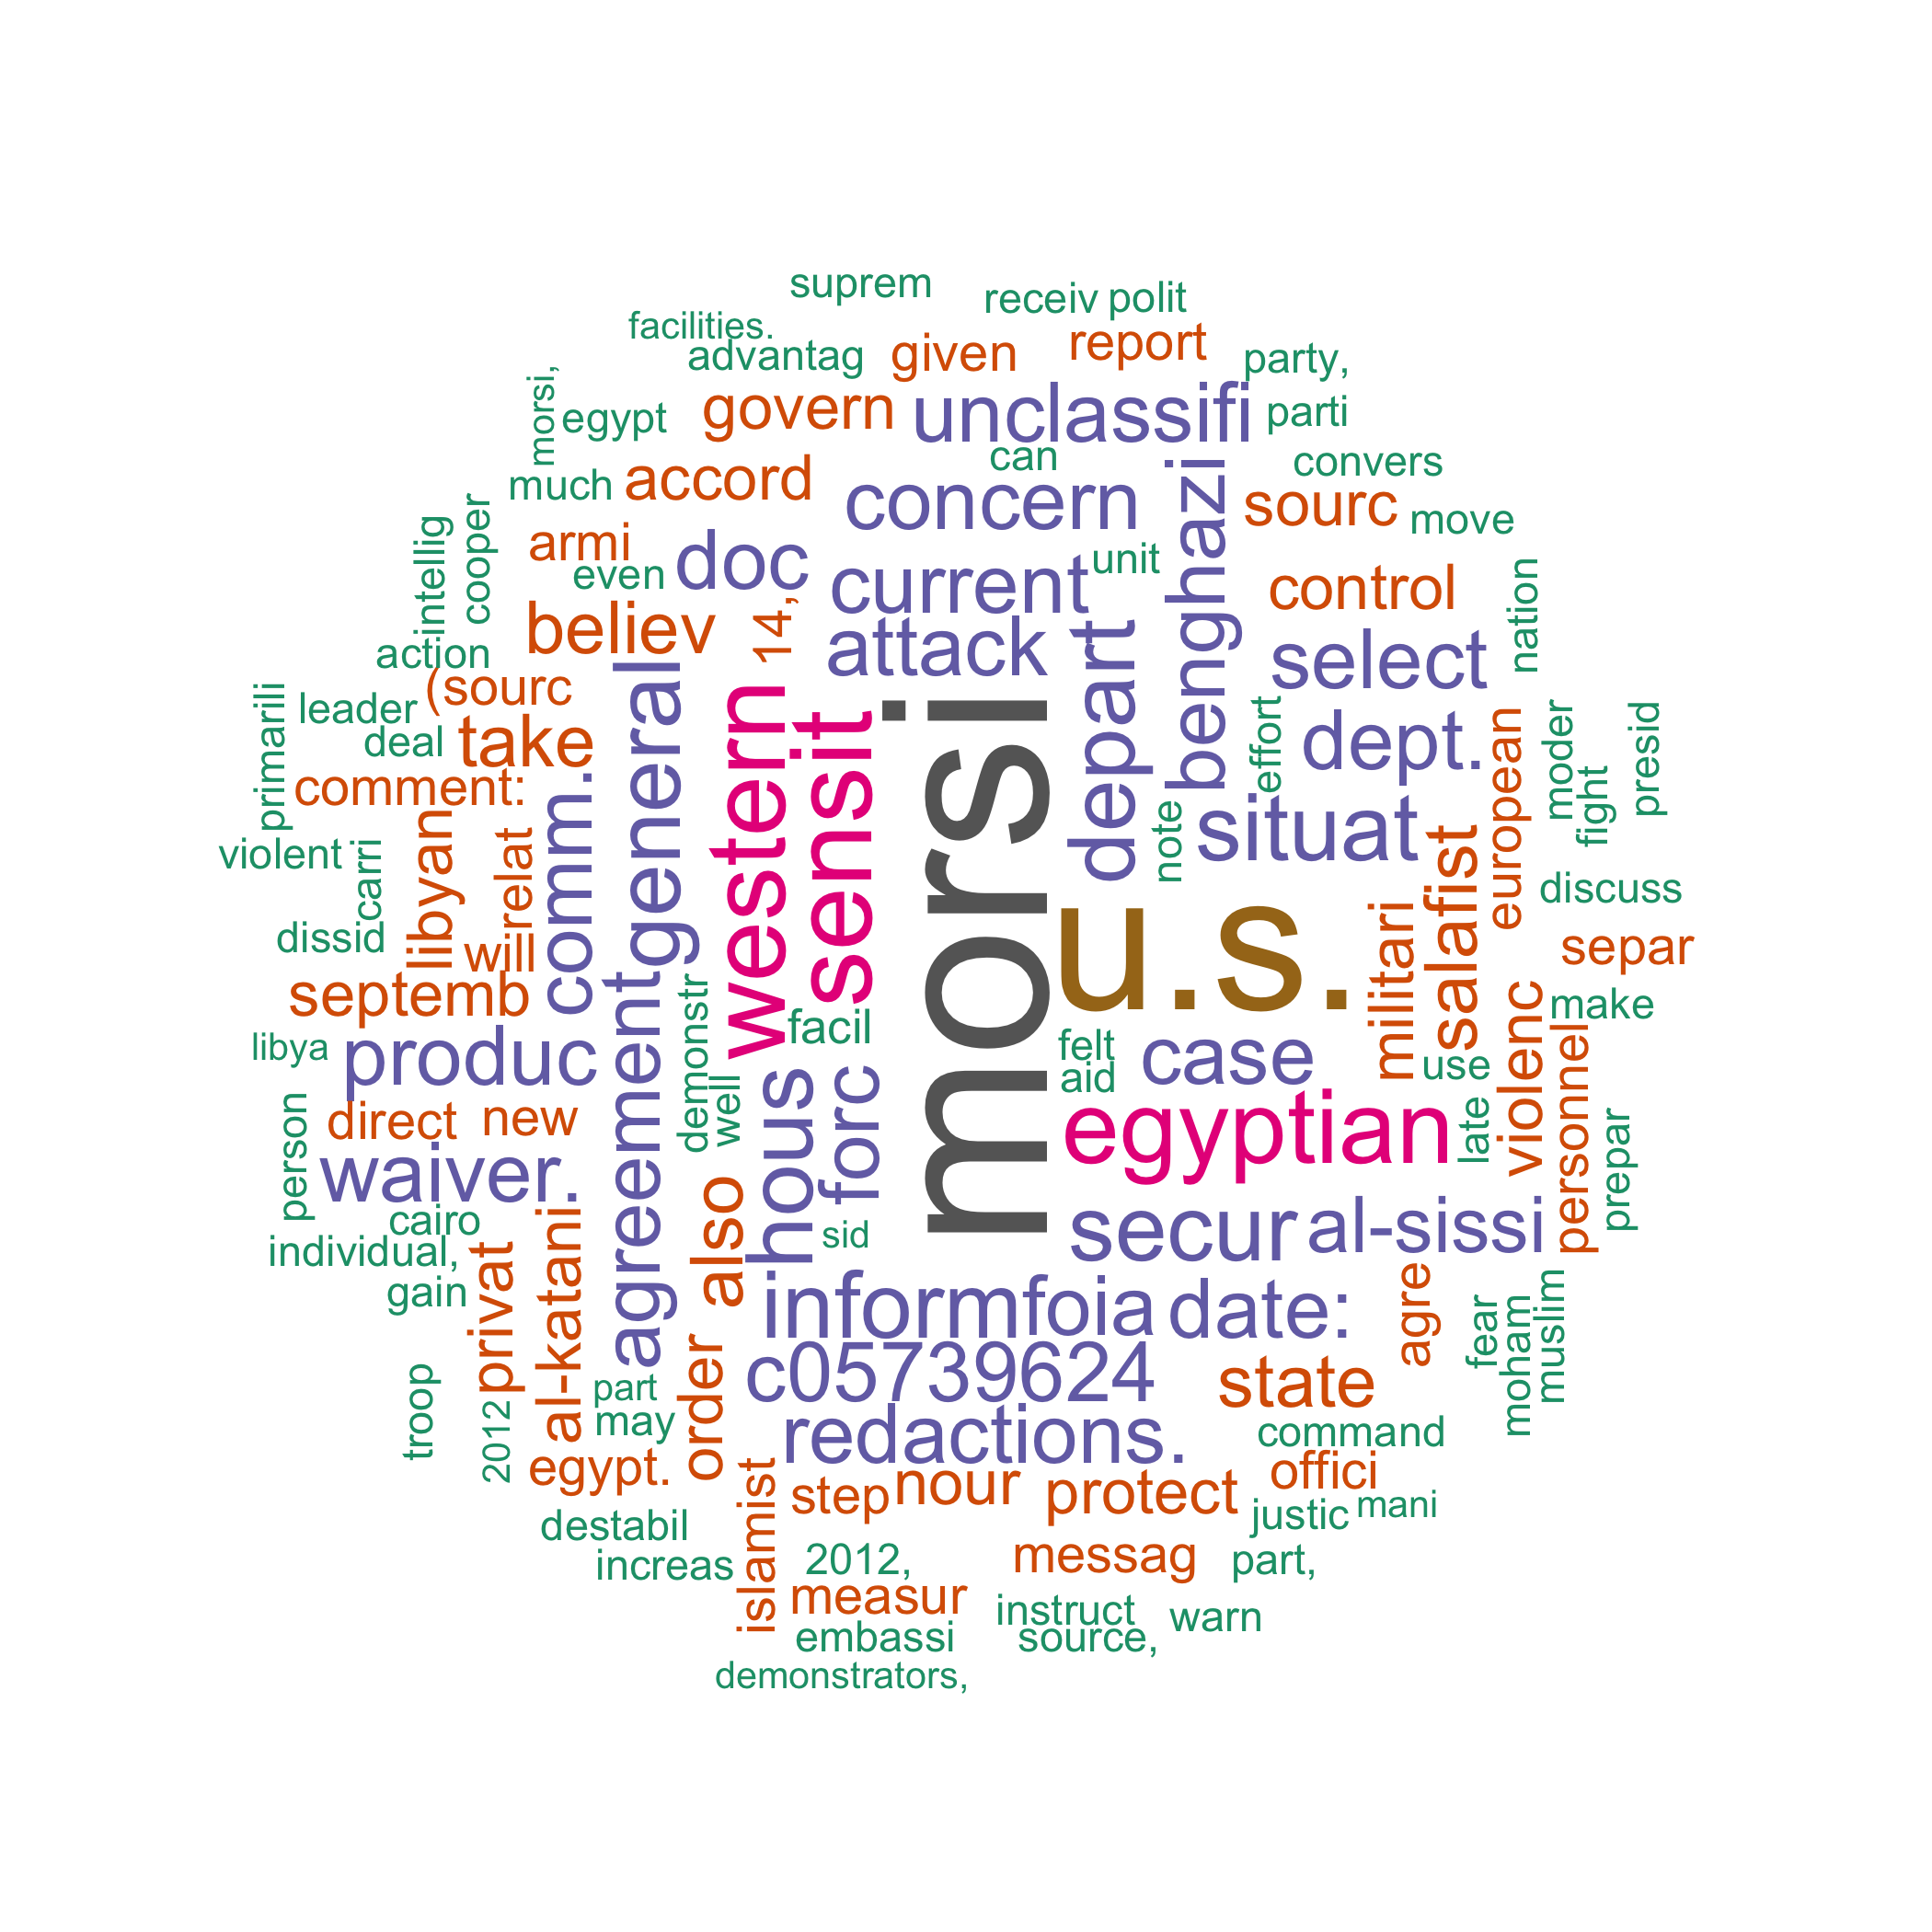 suprem
receiv
polit
facilities.
advantag
given
report
party,
morsi,
egypt
govern
unclassifi
parti
can
much
accord
concern
benghazi
convers
sourc
move
intellig
cooper
armi
even
doc
current
unit
control
nation
believ
14,
attack
depart
select
action
(sourc
general
western
sensit
morsi
effort
dept.
european
moder
fight
presid
primarili
leader
deal
take
comment:
comm.
note
situat
violent
carri
libyan
relat
salafist
discuss
dissid
will
u.s.
militari
separ
septemb
agreement
demonstr
facil
violenc
make
libya
produc
well
hous
forc
felt
aid
case
use
personnel
person
direct
new
egyptian
late
prepar
waiver.
also
cairo
individual,
gain
privat
al-katani
sid
secur
al-sissi
inform
foia
date:
agre
fear
moham
muslim
troop
2012
part
may
order
c05739624
state
redactions.
command
egypt.
islamist
step
nour
protect
offici
justic
mani
destabil
increas
2012,
messag
part,
measur
instruct
warn
embassi
source,
demonstrators,